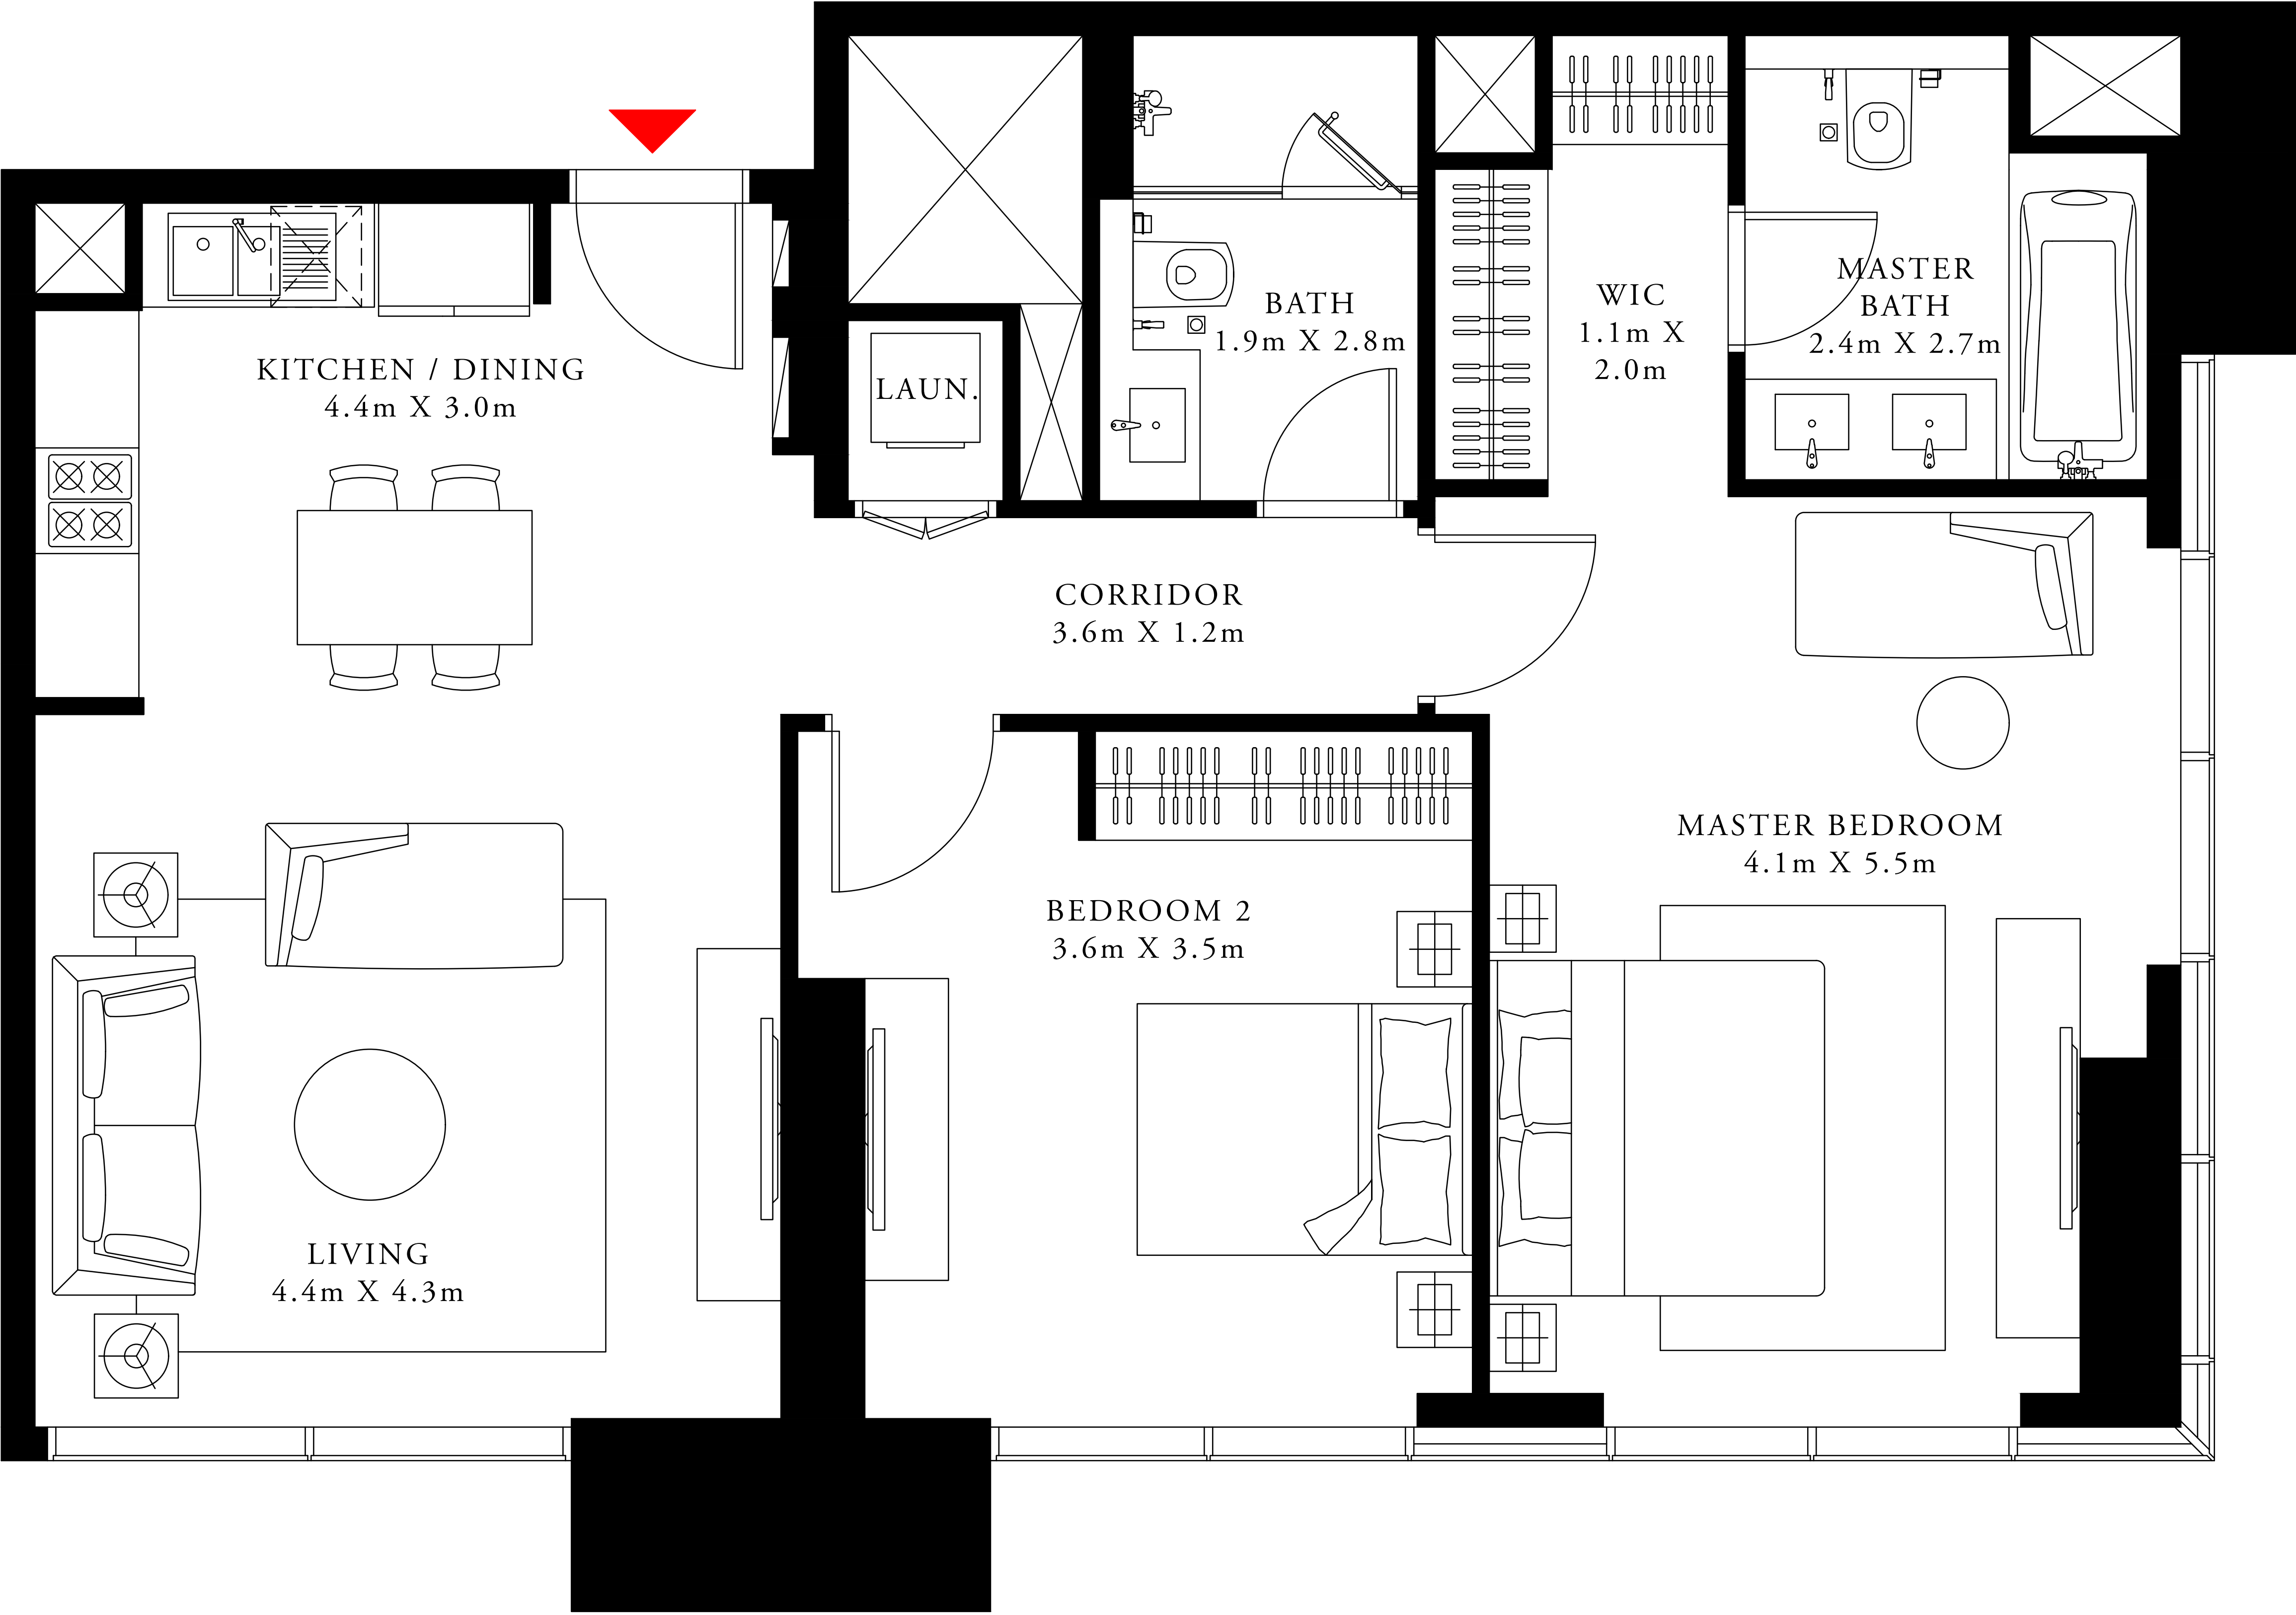 MASTER
BATH
2.4m X 2.7m
WIC
1.1m X
2.0m
BATH
1.9m X 2.8m
KITCHEN / DINING
4.4m X 3.0m
LAUN.
CORRIDOR
3.6m X 1.2m
MASTER BEDROOM
4.1m X 5.5m
BEDROOM 2
3.6m X 3.5m
LIVING
4.4m X 4.3m